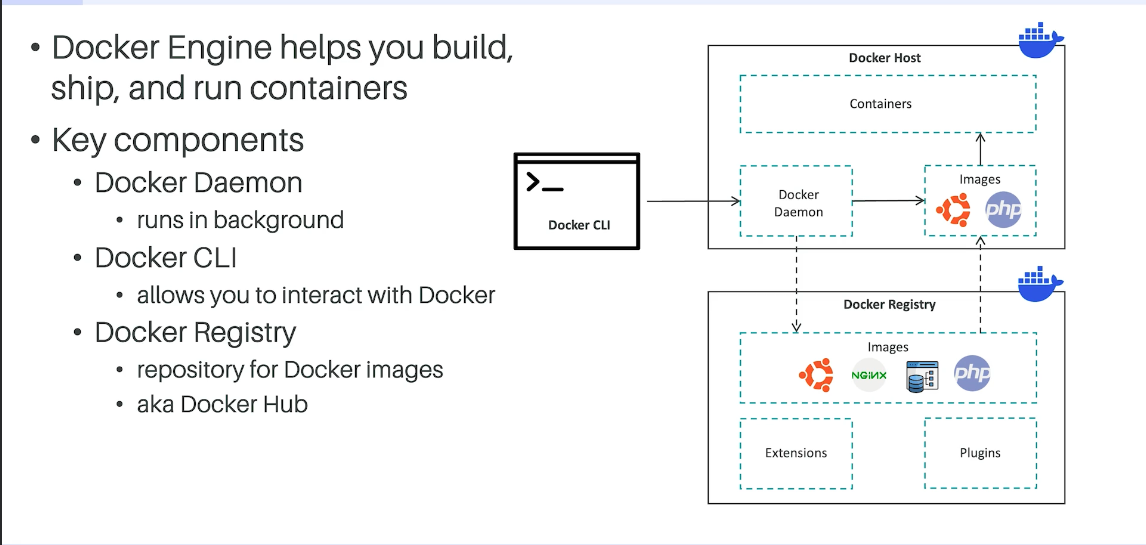 • Docker Engine helps you build,
ship, and run containers
• Key components
• Docker Daemon
• runs in background
• Docker CLI
• allows you to interact with Docker
• Docker Registry
• repository for Docker images
• aka Docker Hub
>_
Docker CLI
Docker Host
Containers
Docker
Daemon
Images
php
Docker Registry
Images
NGINX
php
Extensions
Plugins